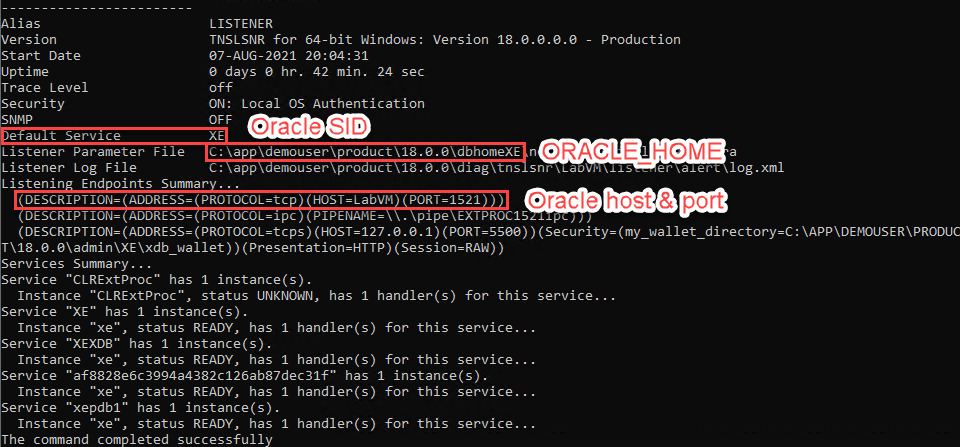 ------------------------
Alias LISTENER
Version TNSLSNR for 64-bit Windows: Version 18.0.0.0.0 - Production
Start Date 07-AUG-2021 20:04:31
Uptime 0 days 0 hr. 42 min. 24 sec
Trace Level off
Security ON: Local OS Authentication
SNMP OFF
Default Service XE Oracle SID
Listener Parameter File C:\app\demouser\product\18.0.0\dbhomeXE\ ORACLE_HOME
Listener Log File C:\app\demouser\product\18.0.0\diag\tnslsnr\LabVM\listener\alert\log.xml
Listening Endpoints Summary...
(DESCRIPTION=(ADDRESS=(PROTOCOL=tcp)(HOST=LabVM)(PORT=1521))) Oracle host & port
(DESCRIPTION=(ADDRESS=(PROTOCOL=ipc)(PIPENAME=\\.\pipe\EXTPROC1521ipc)))
(DESCRIPTION=(ADDRESS=(PROTOCOL=tcps)(HOST=127.0.0.1)(PORT=5500))(Security=(my_wallet_directory=C:\APP\DEMOUSER\PRODUC
T\18.0.0\admin\XE\xdb_wallet))(Presentation=HTTP)(Session=RAW))
Services Summary...
Service "CLRExtProc" has 1 instance(s).
Instance "CLRExtProc", status UNKNOWN, has 1 handler(s) for this service...
Service "XE" has 1 instance(s).
Instance "xe", status READY, has 1 handler(s) for this service...
Service "XEXDB" has 1 instance(s).
Instance "xe", status READY, has 1 handler(s) for this service...
Service "af8828e6c3994a4382c126ab87dec31f" has 1 instance(s).
Instance "xe", status READY, has 1 handler(s) for this service...
Service "xepdb1" has 1 instance(s).
Instance "xe", status READY, has 1 handler(s) for this service...
The command completed successfully